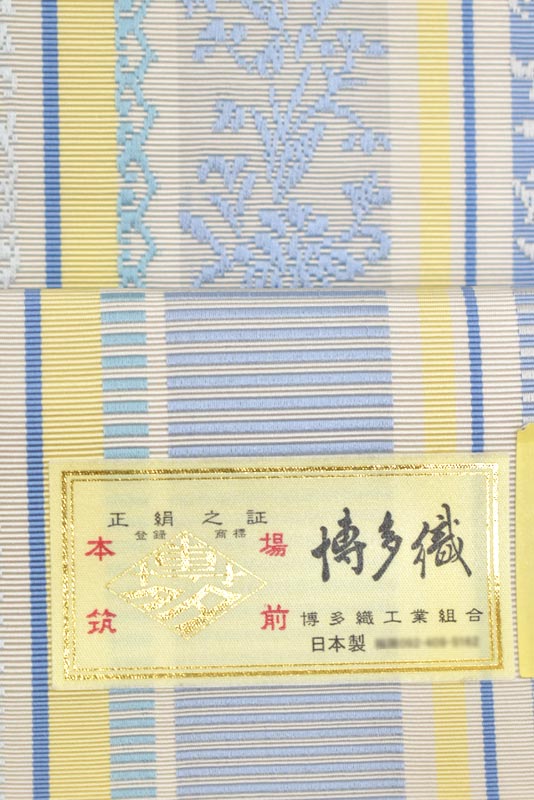 正絹之証
登録 商標
本場
筑前
博多織
博多織工業組合
日本製